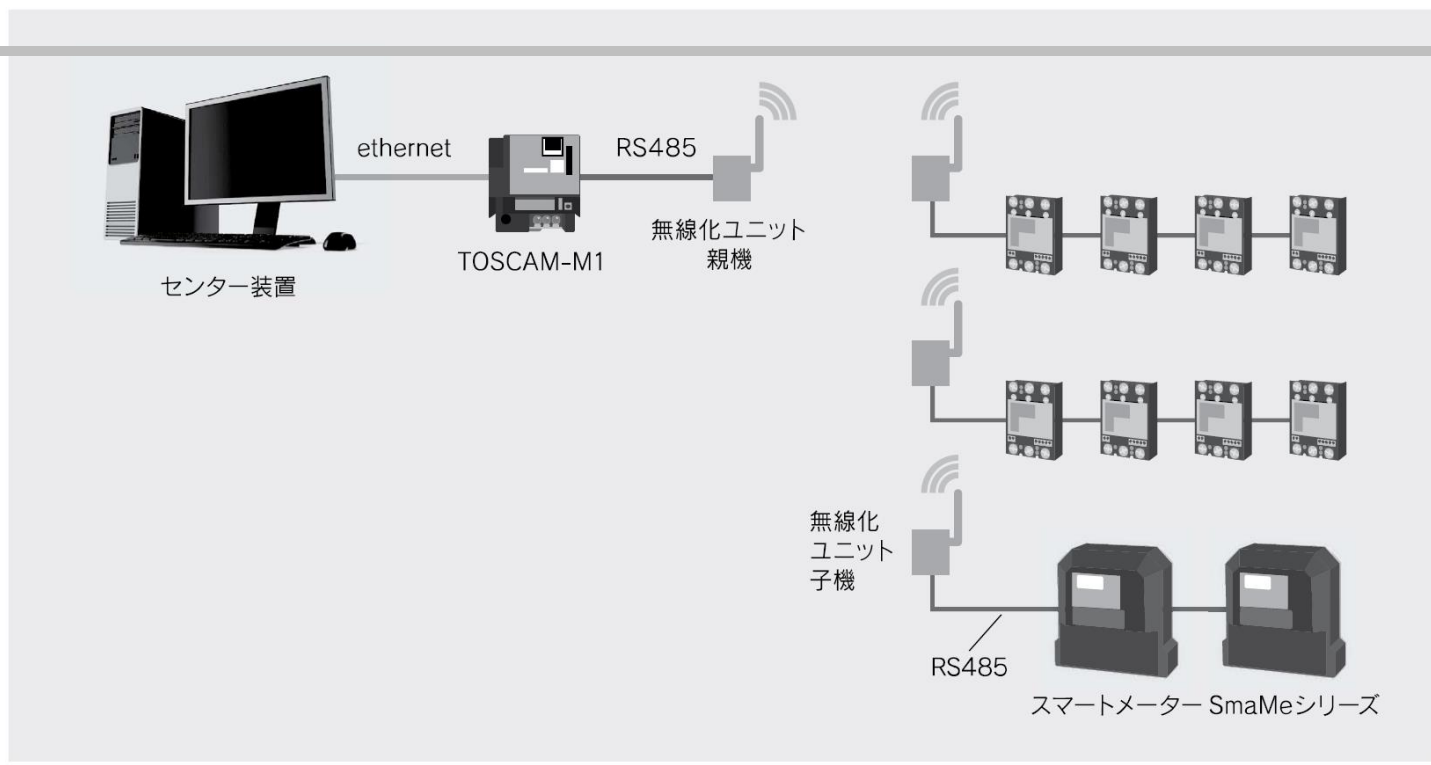 ethernet
RS485
TOSCAM-M1
無線化ユニット
親機
センター装置
無線化
ユニット
子機
RS485
スマートメーター SmaMeシリーズ